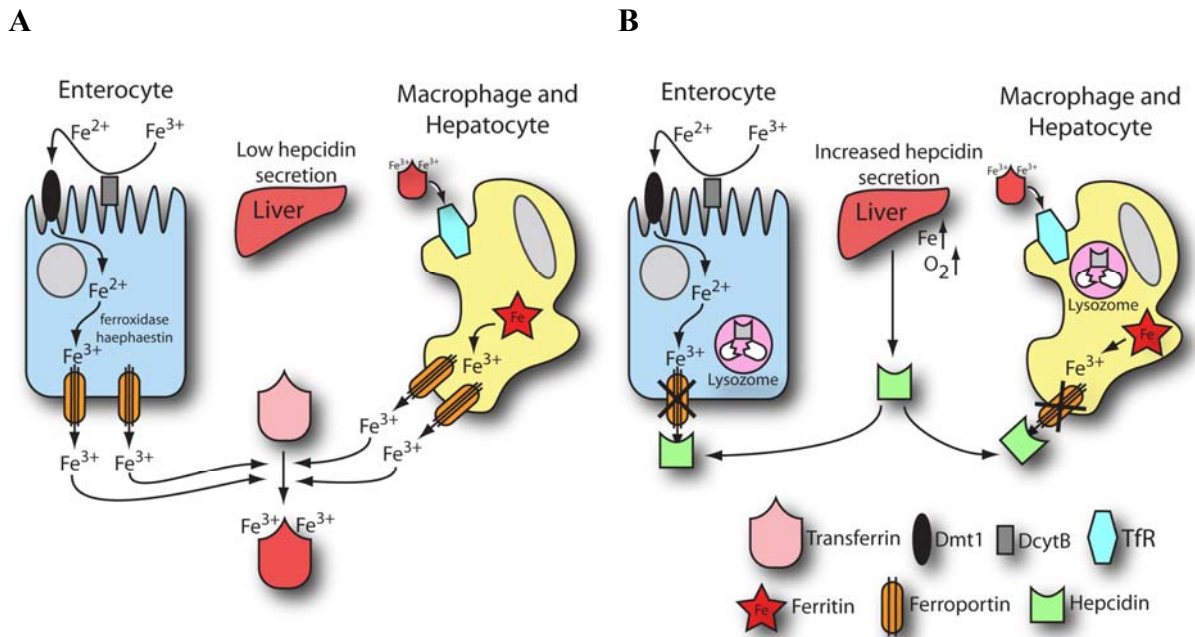 A
Enterocyte
Fe2+ Fe3+
Low hepcidin
secretion
Liver
Macrophage and
Hepatocyte
Fe3+ Fe3+
Fe2+
ferroxidase
haephaestin
Fe3+
Fe
Fe3+
Fe3+
Fe3+
Fe3+ Fe3+
Fe3+ Fe3+
B
Enterocyte
Fe2+ Fe3+
Increased hepcidin
secretion
Liver
Fe
O2
Macrophage and
Hepatocyte
Fe3+ Fe3+
Fe2+
Fe3+
Lysozome
Lysozome
Fe
Fe3+
Transferrin
Dmt1
DcytB
TfR
Fe
Ferritin
Ferroportin
Hepcidin